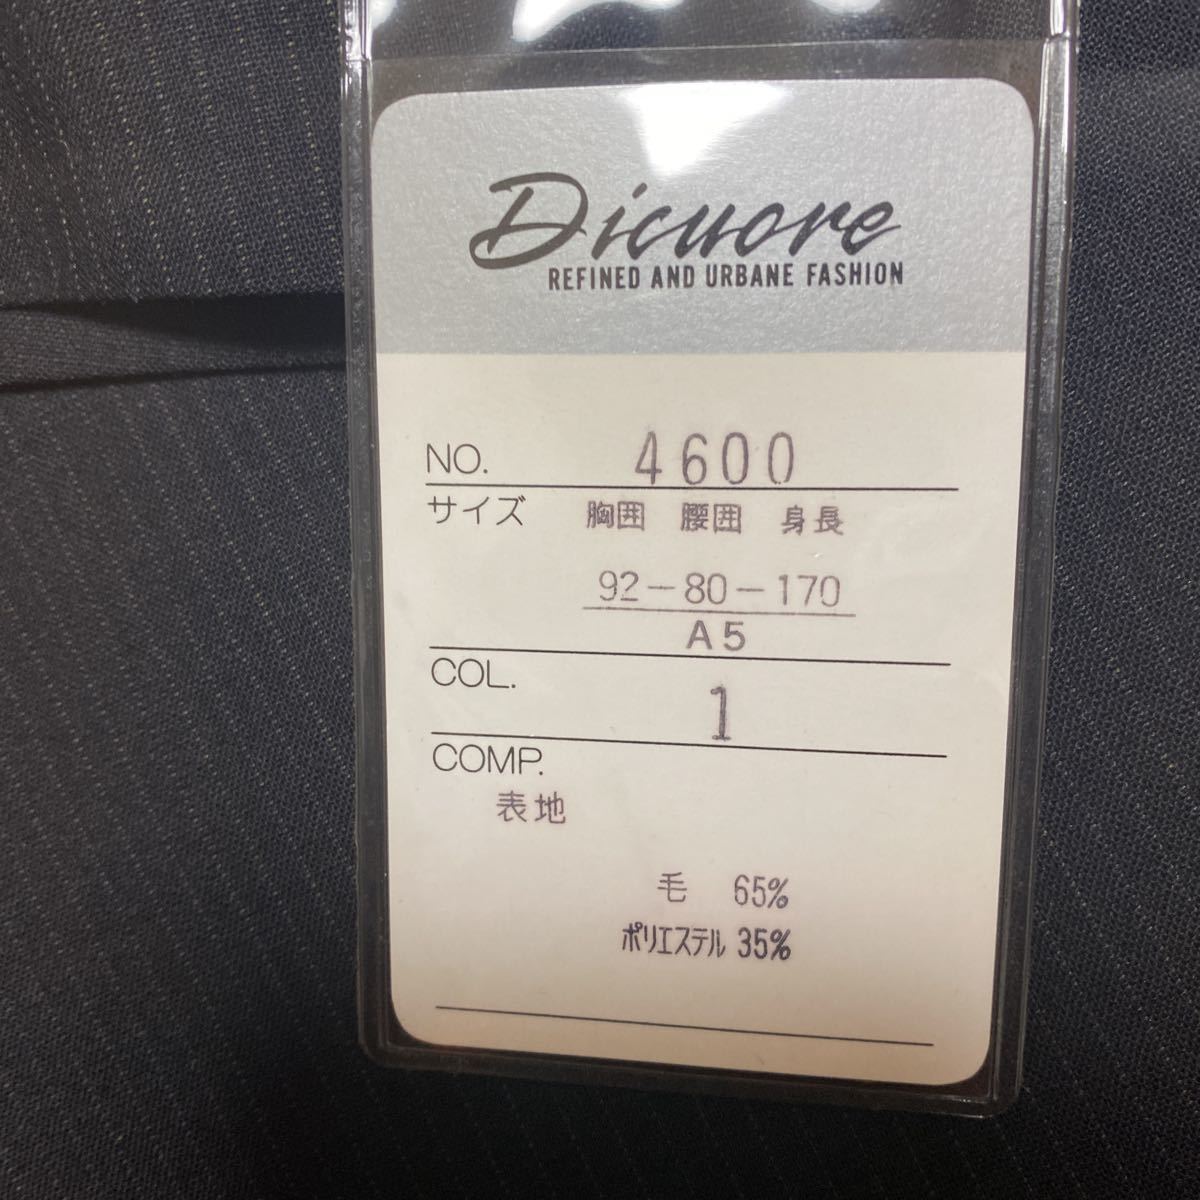 Dicuore
REFINED AND URBANE FASHION
NO. 4600
サイズ 胸囲 腰囲 身長
92-80-170
A5
COL. 1
COMP.
表地
毛 65%
ポリエステル 35%